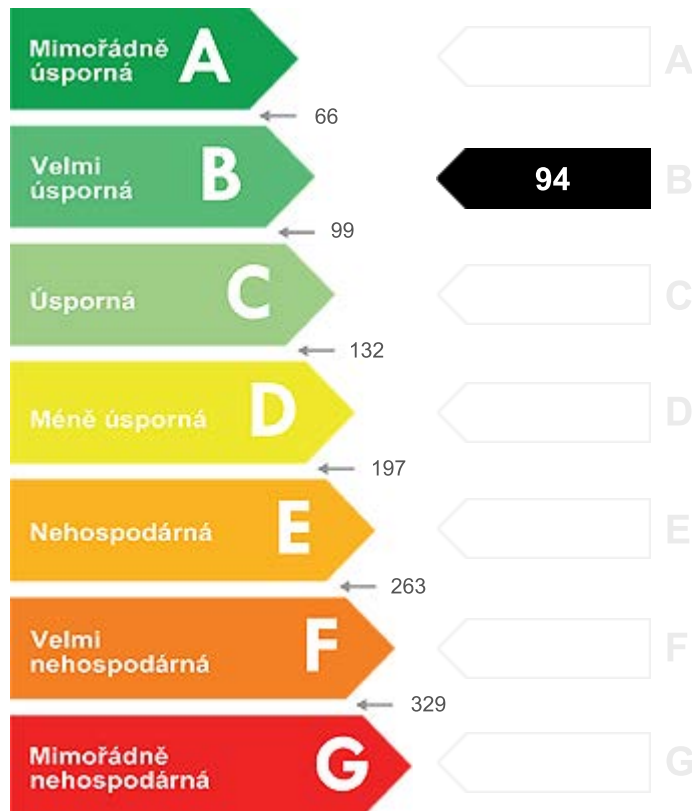 Mimořádně
úsporná
A
A
66
Velmi
úsporná
B
94
B
99
Úsporná
C
C
132
Méně úsporná
D
D
197
Nehospodárná
E
E
263
Velmi
nehospodárná
F
F
329
Mimořádně
nehospodárná
G
G